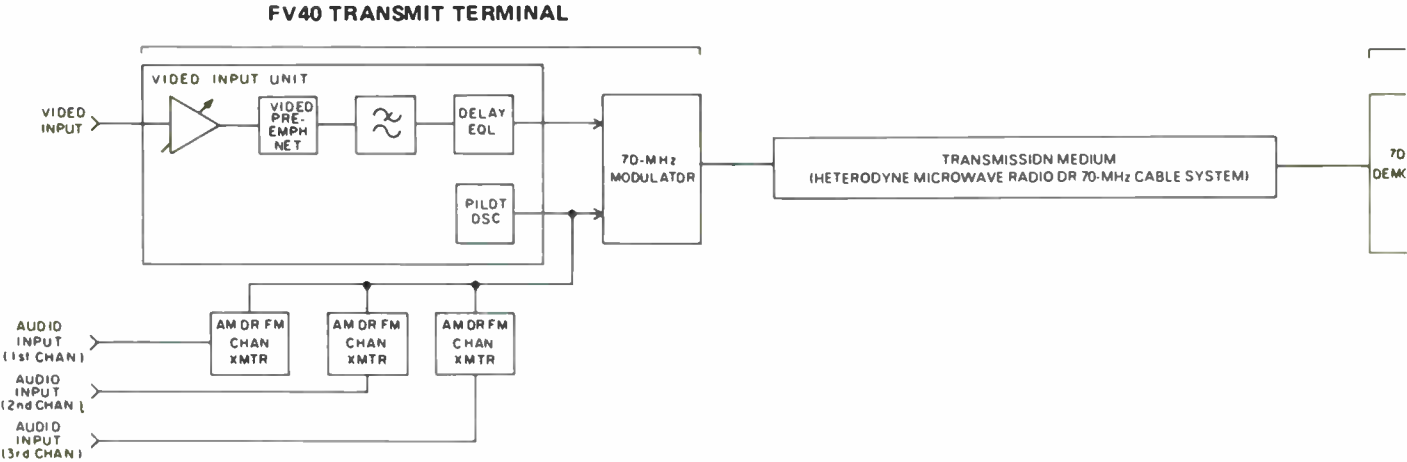 FV40 TRANSMIT TERMINAL
VIDEO INPUT UNIT
VIDEO
INPUT
VIDEO
PRE-
EMPH
NET
DELAY
EQL
PILOT
OSC
70-MHz
MODULATOR
TRANSMISSION MEDIUM
(HETERODYNE MICROWAVE RADIO OR 70-MHz CABLE SYSTEM)
70
DEMO
AUDIO
INPUT
(1st CHAN)
AM OR FM
CHAN
XMTR
AM OR FM
CHAN
XMTR
AM OR FM
CHAN
XMTR
AUDIO
INPUT
(2nd CHAN)
AUDIO
INPUT
(3rd CHAN)